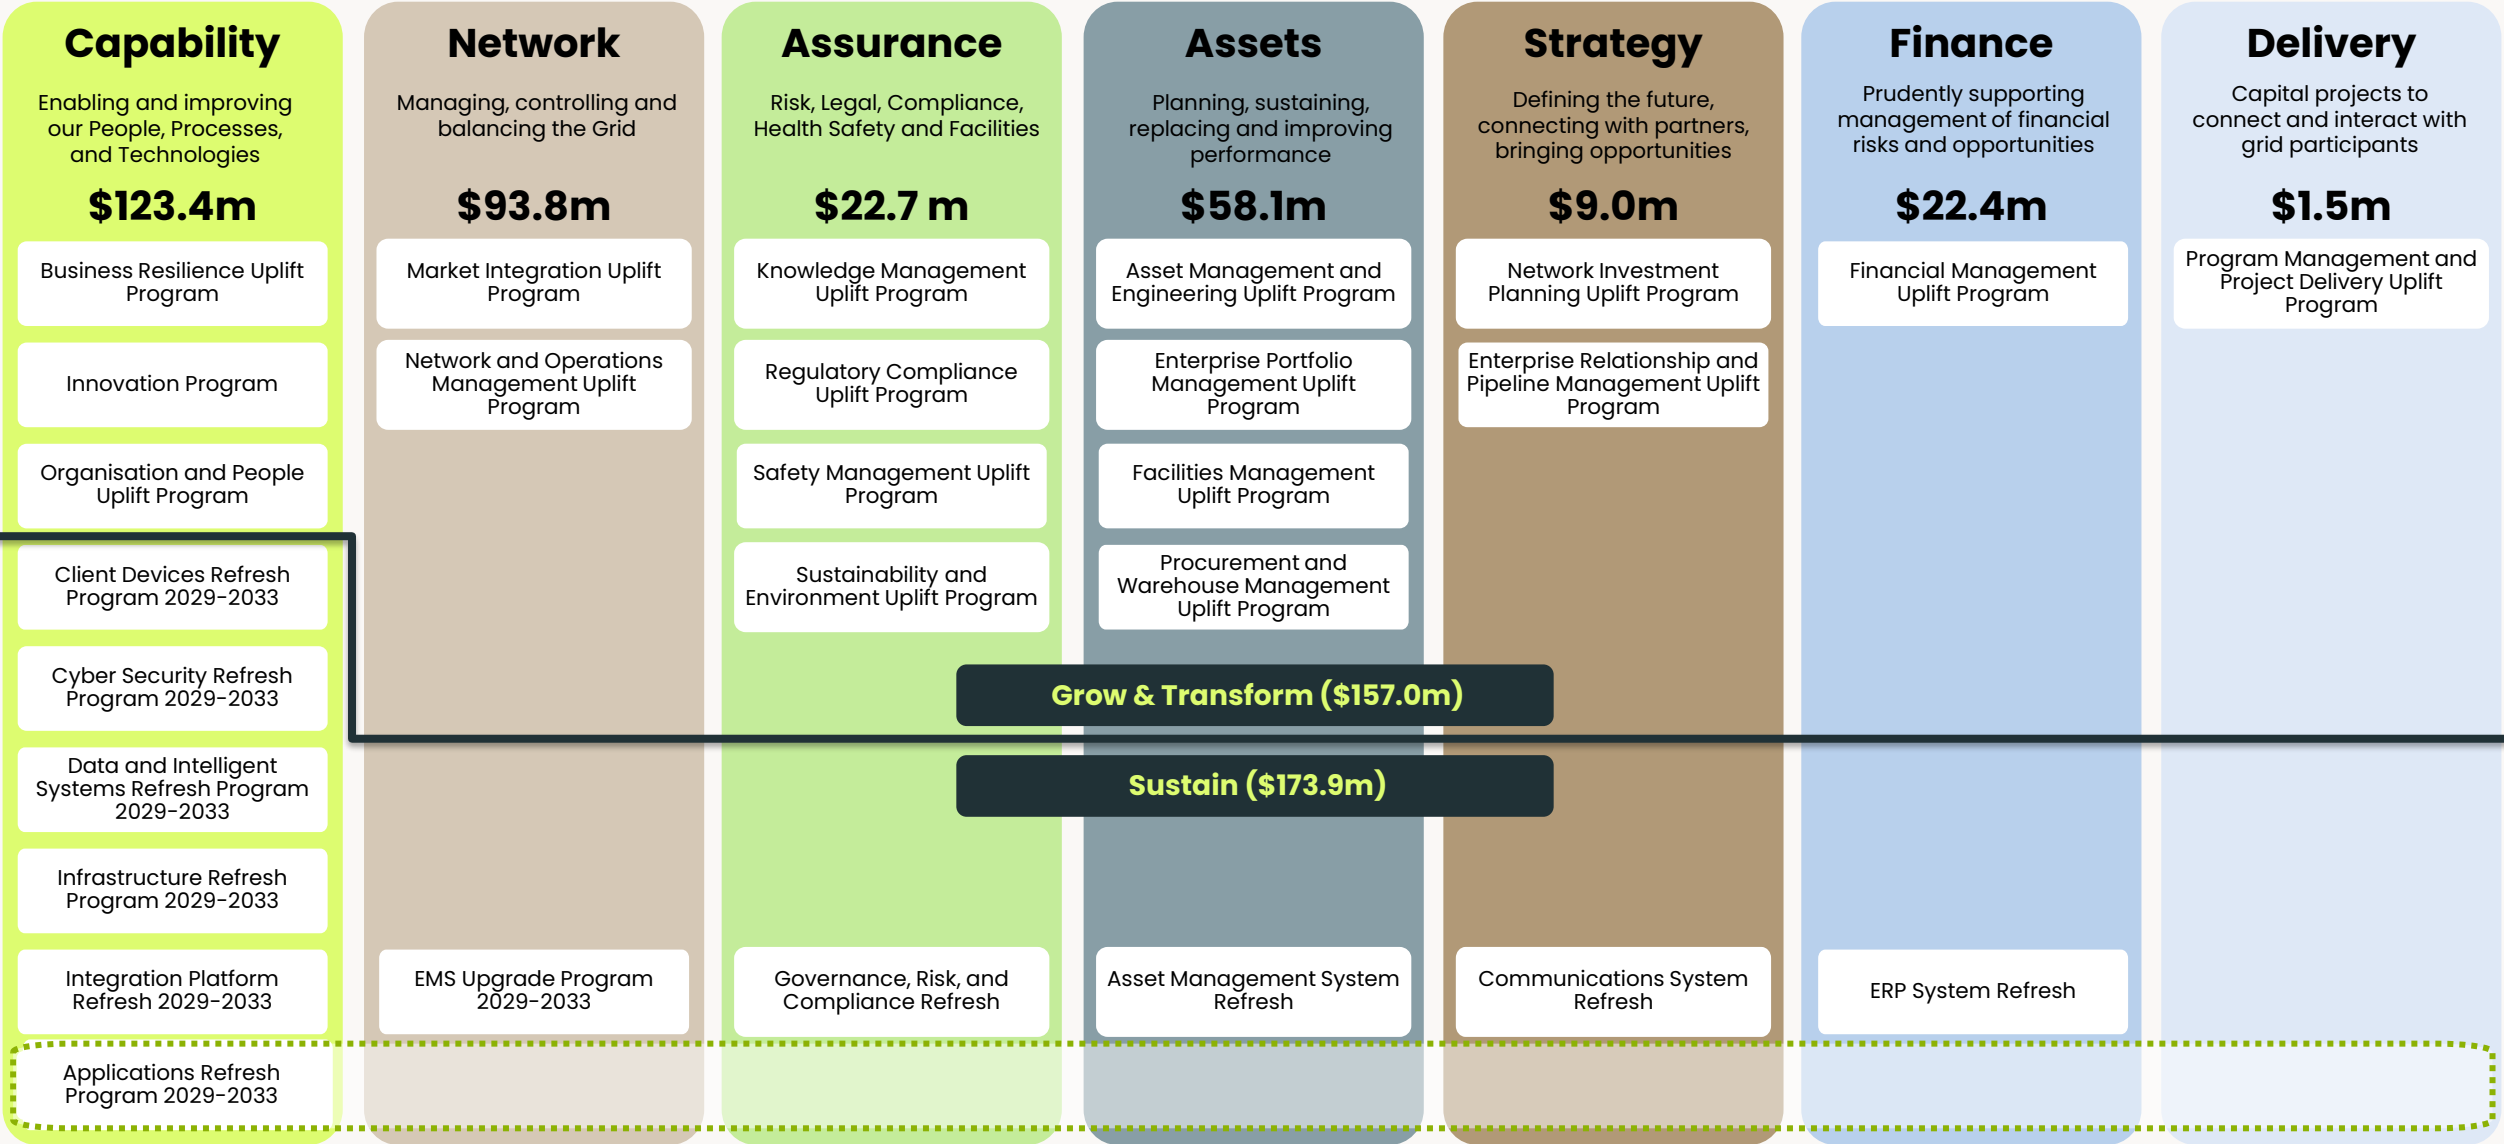 Capability
Enabling and improving
our People, Processes,
and Technologies
$123.4m
Business Resilience Uplift
Program
Innovation Program
Organisation and People
Uplift Program
Client Devices Refresh
Program 2029-2033
Cyber Security Refresh
Program 2029-2033
Data and Intelligent
Systems Refresh Program
2029-2033
Infrastructure Refresh
Program 2029-2033
Integration Platform
Refresh 2029-2033
Applications Refresh
Program 2029-2033
Network
Managing, controlling and
balancing the Grid
$93.8m
Market Integration Uplift
Program
Network and Operations
Management Uplift
Program
EMS Upgrade Program
2029-2033
Assurance
Risk, Legal, Compliance,
Health Safety and Facilities
$22.7 m
Knowledge Management
Uplift Program
Regulatory Compliance
Uplift Program
Safety Management Uplift
Program
Sustainability and
Environment Uplift Program
Governance, Risk, and
Compliance Refresh
Assets
Planning, sustaining,
replacing and improving
performance
$58.1m
Asset Management and
Engineering Uplift Program
Enterprise Portfolio
Management Uplift
Program
Facilities Management
Uplift Program
Procurement and
Warehouse Management
Uplift Program
Grow & Transform ($157.0m)
Sustain ($173.9m)
Asset Management System
Refresh
Strategy
Defining the future,
connecting with partners,
bringing opportunities
$9.0m
Network Investment
Planning Uplift Program
Enterprise Relationship and
Pipeline Management Uplift
Program
Communications System
Refresh
Finance
Prudently supporting
management of financial
risks and opportunities
$22.4m
Financial Management
Uplift Program
ERP System Refresh
Delivery
Capital projects to
connect and interact with
grid participants
$1.5m
Program Management and
Project Delivery Uplift
Program